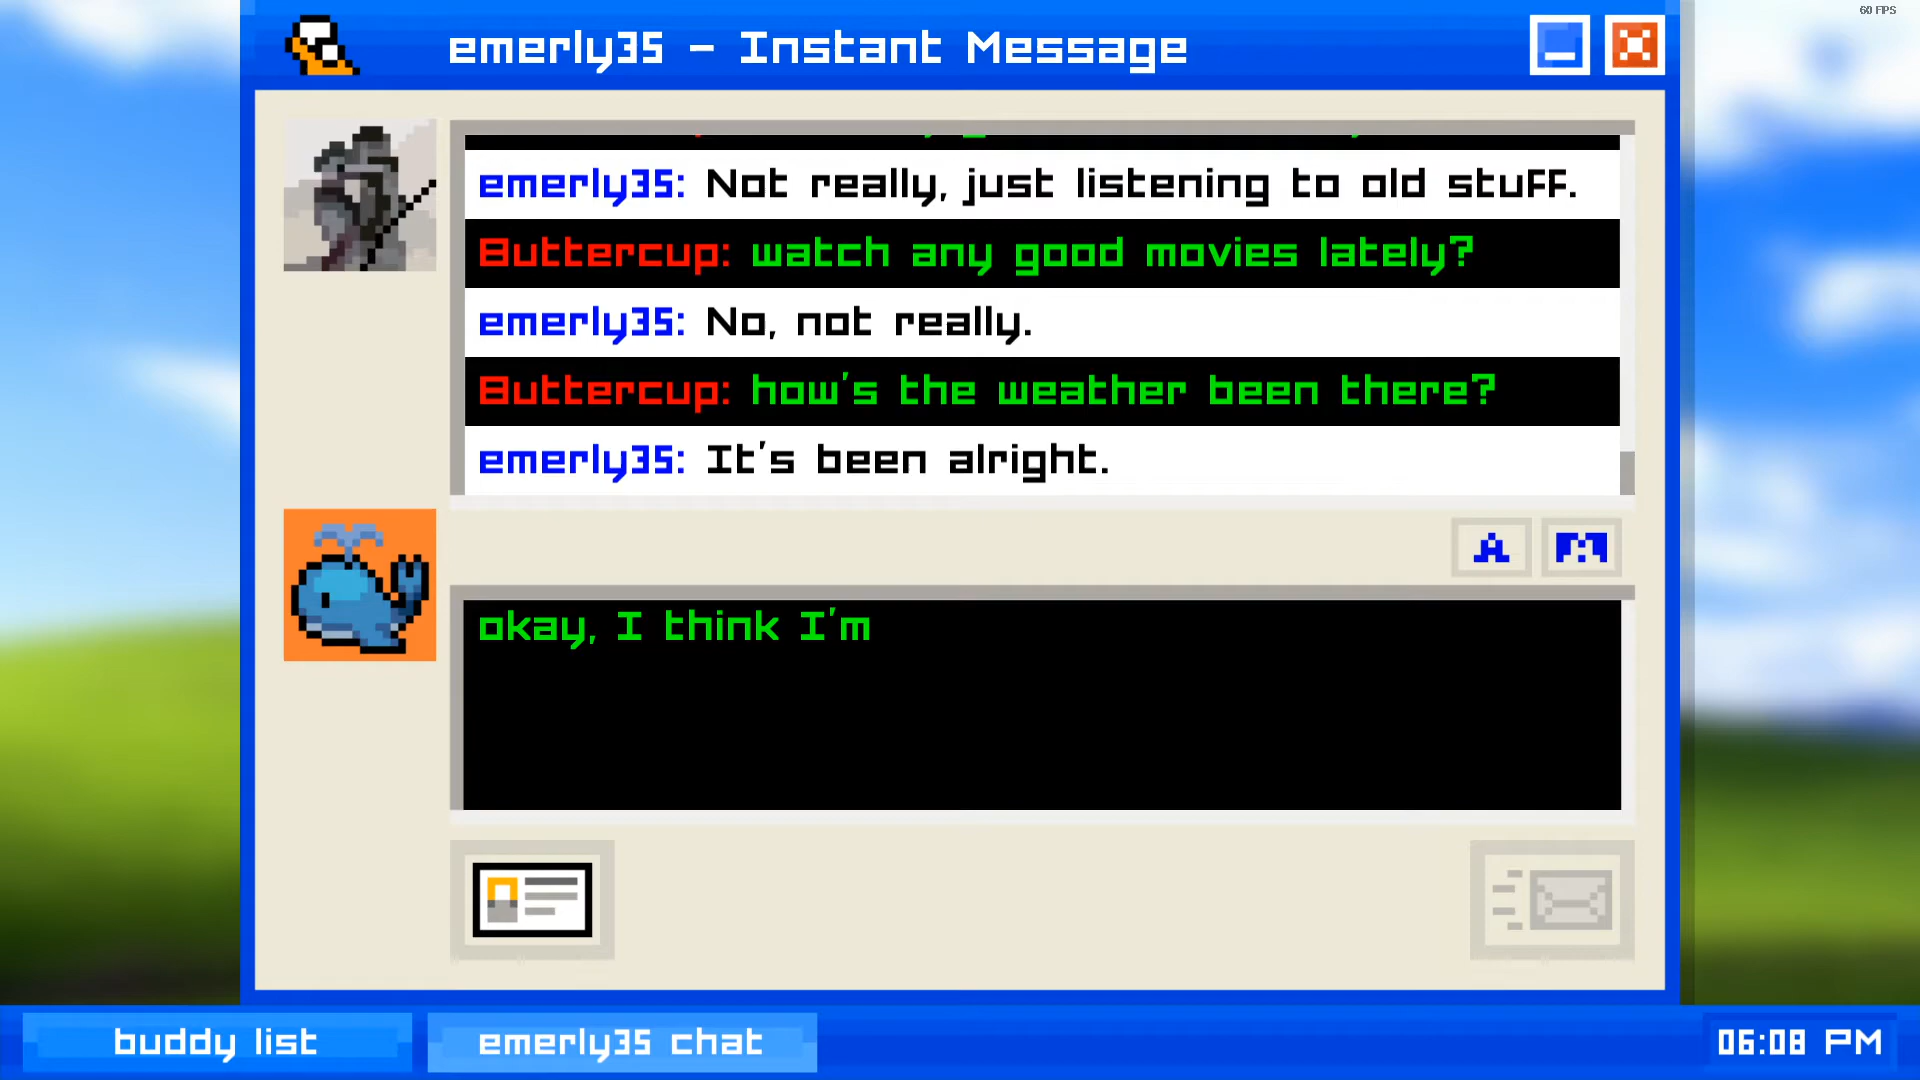 60 FPS
emerly35 - Instant Message
emerly35: Not really, just listening to old stuff.
Buttercup: watch any good movies lately?
emerly35: No, not really.
Buttercup: how's the weather been there?
emerly35: It's been alright.
A
okay, I think I'm
buddy list
emerly35 chat
06:08 PM